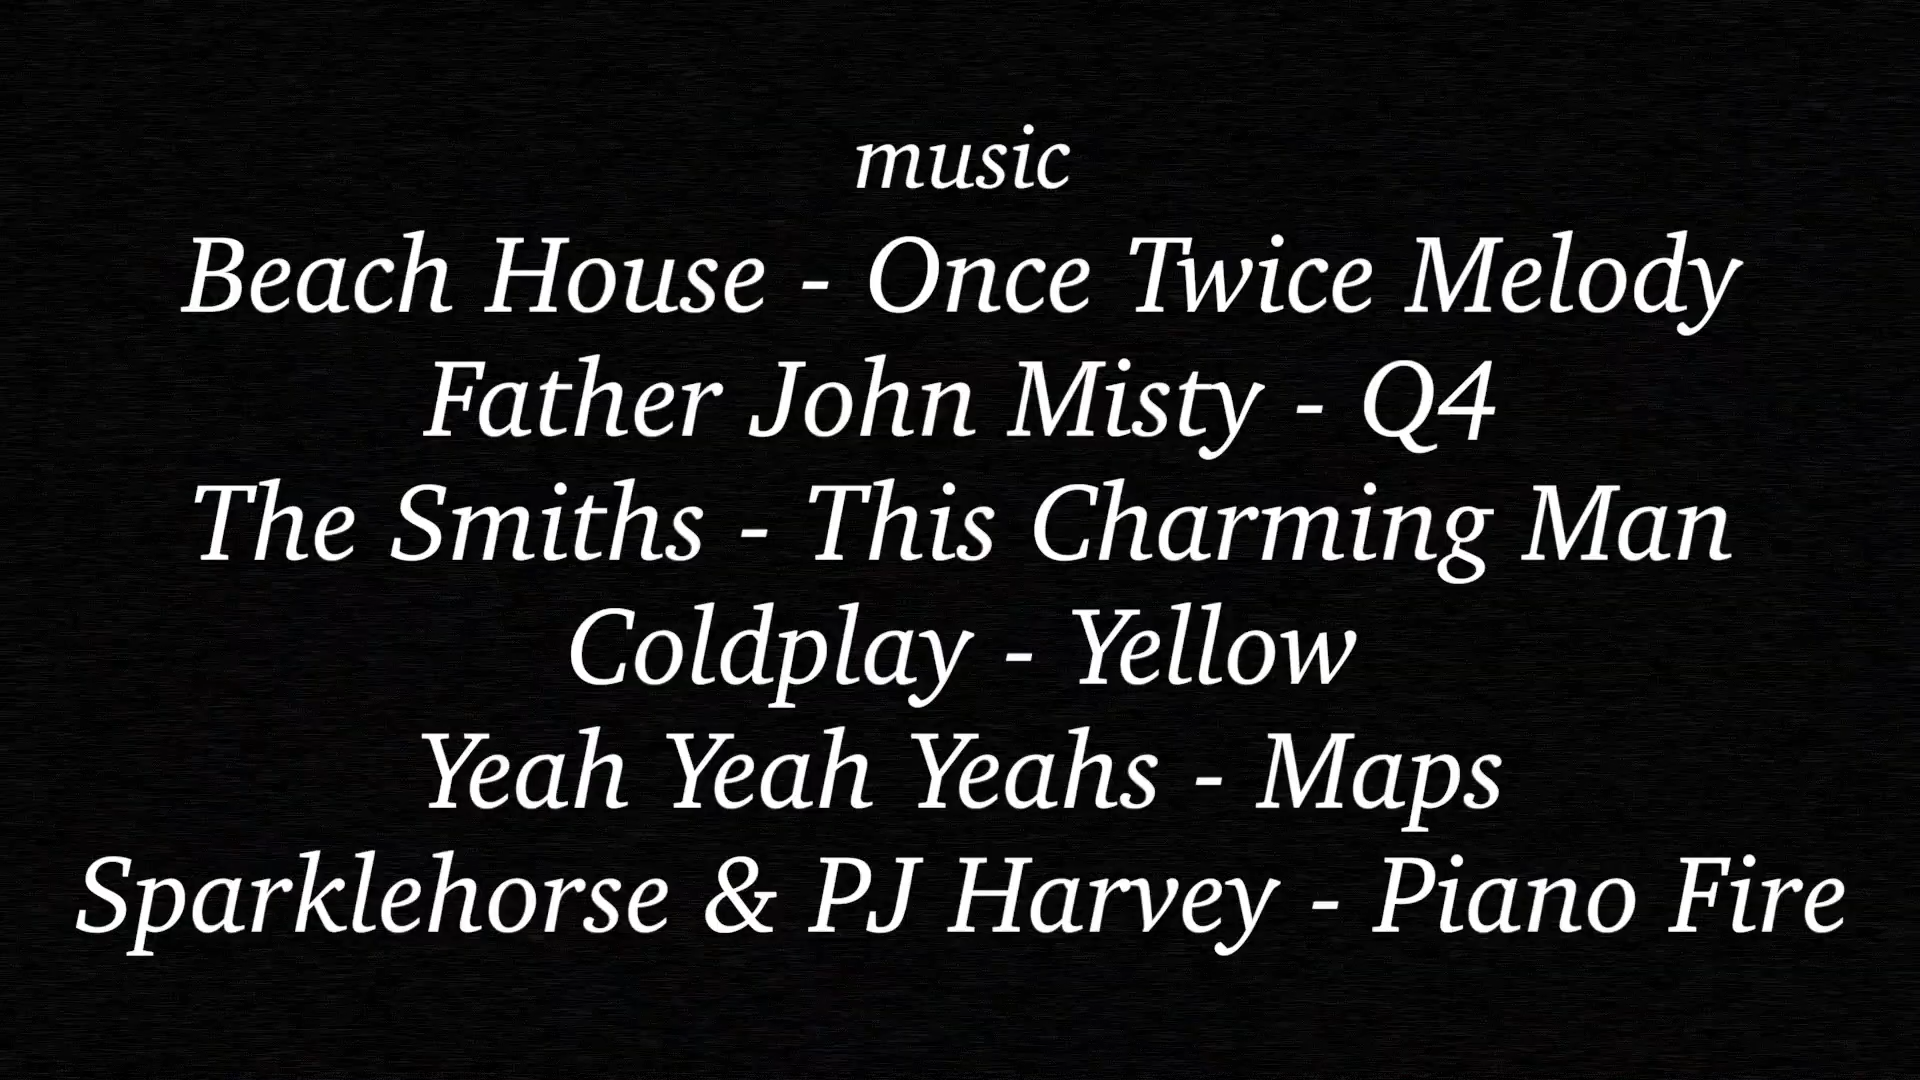 music
Beach House - Once Twice Melody
Father John Misty - Q4
The Smiths - This Charming Man
Coldplay - Yellow
Yeah Yeah Yeahs - Maps
Sparklehorse & PJ Harvey - Piano Fire